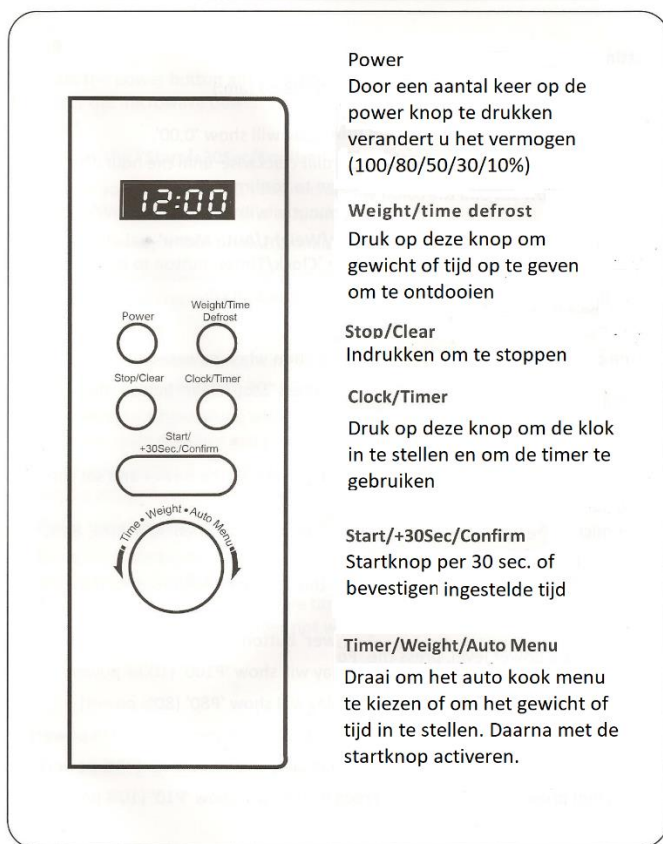 12:00
Power
Weight/Time
Defrost
Stop/Clear
Clock/Timer
Start/
+30Sec./Confirm
Time • Weight • Auto Menu
Power
Door een aantal keer op de
power knop te drukken
verandert u het vermogen
(100/80/50/30/10%)
Weight/time defrost
Druk op deze knop om
gewicht of tijd op te geven
om te ontdooien
Stop/Clear
Indrukken om te stoppen
Clock/Timer
Druk op deze knop om de klok
in te stellen en om de timer te
gebruiken
Start/+30Sec/Confirm
Startknop per 30 sec. of
bevestigen ingestelde tijd
Timer/Weight/Auto Menu
Draai om het auto kook menu
te kiezen of om het gewicht of
tijd in te stellen. Daarna met de
startknop activeren.